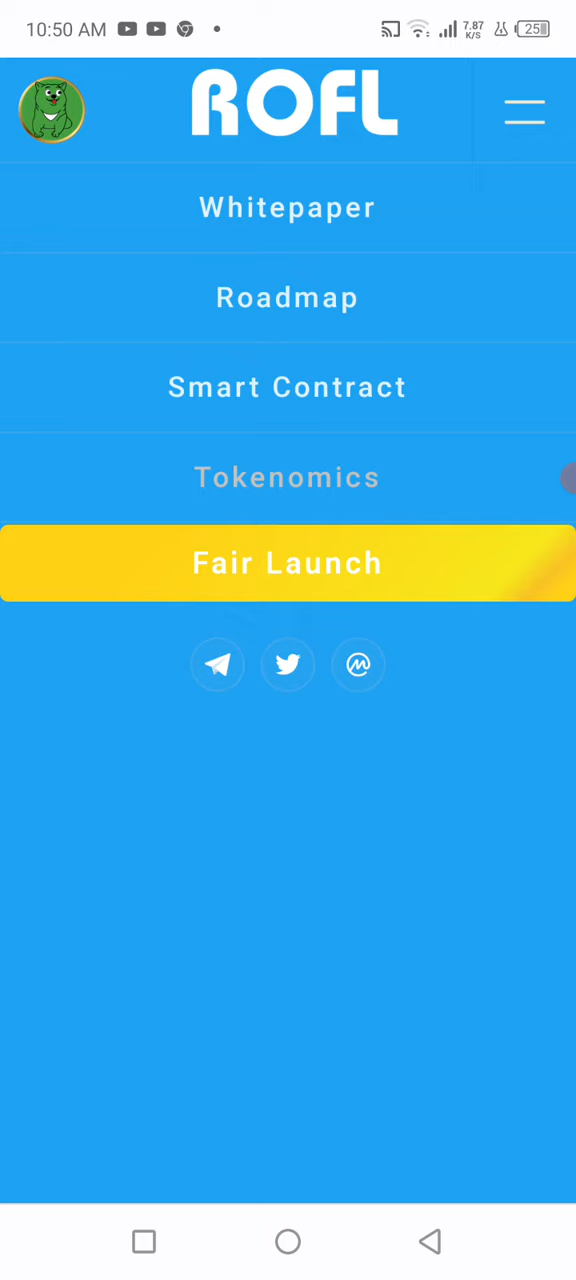 10:50 AM
7.87
K/S
25
ROFL
Whitepaper
Roadmap
Smart Contract
Tokenomics
Fair Launch